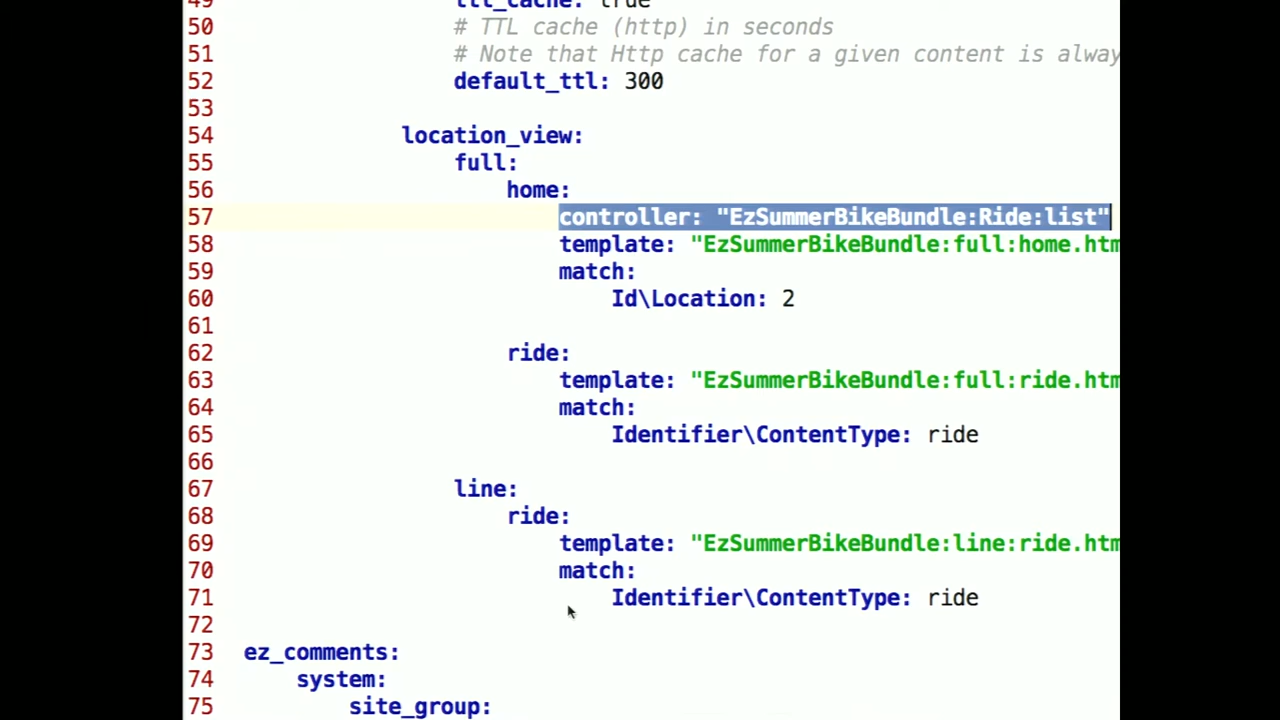 49 ttl_cache: true
50 # TTL cache (http) in seconds
51 # Note that Http cache for a given content is alway
52 default_ttl: 300
53
54 location_view:
55 full:
56 home:
57 controller: "EzSummerBikeBundle:Ride:list"
58 template: "EzSummerBikeBundle:full:home.htm
59 match:
60 Id\Location: 2
61
62 ride:
63 template: "EzSummerBikeBundle:full:ride.htm
64 match:
65 Identifier\ContentType: ride
66
67 line:
68 ride:
69 template: "EzSummerBikeBundle:line:ride.htm
70 match:
71 Identifier\ContentType: ride
72
73 ez_comments:
74 system:
75 site_group: